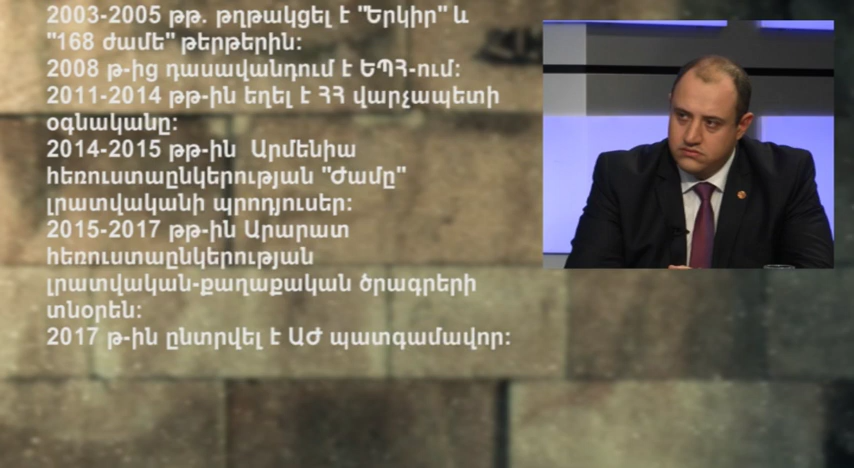 2003-2005 թթ. թղթակցել է "Երկիր" և
"168 ժամե" թերթերին:
2008 թ-ից դասավանդում է ԵՊՀ-ում:
2011-2014 թթ-ին եղել է ՀՀ վարչապետի
օգնականը:
2014-2015 թթ-ին Արմենիա
հեռուստաընկերության "Ժամը"
լրատվականի պրոդյուսեր:
2015-2017 թթ-ին Արարատ
հեռուստաընկերության
լրատվական-քաղաքական ծրագրերի
տնօրեն:
2017 թ-ին ընտրվել է ԱԺ պատգամավոր: